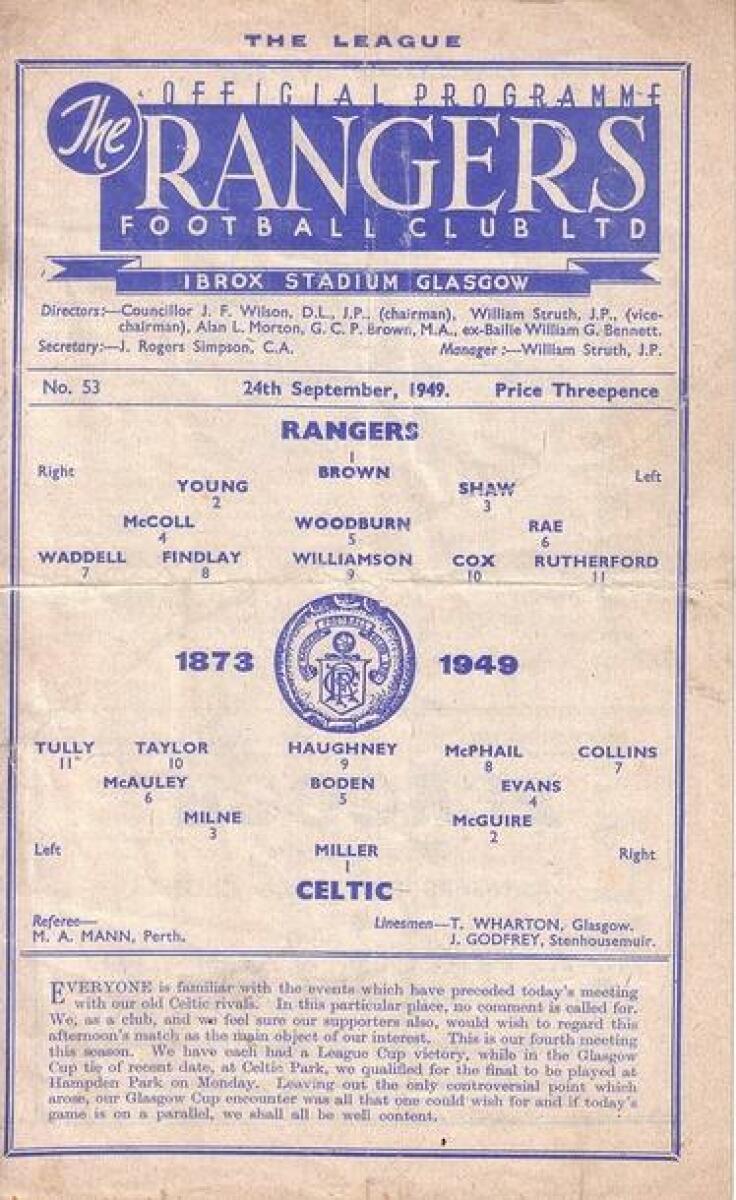 THE LEAGUE
OFFICIAL PROGRAMME
The RANGERS
FOOTBALL CLUB LTD
IBROX STADIUM GLASGOW
Directors:—Councillor J. F. Wilson, D.L., J.P., (chairman), William Struth, J.P., (vice-
chairman), Alan L. Morton, G. C. P. Brown, M.A., ex-Bailie William G. Bennett.
Secretary:—J. Rogers Simpson, C.A. Manager:—William Struth, J.P.
No. 53 24th September, 1949. Price Threepence
RANGERS
1
Right BROWN Left
YOUNG SHAW
2 3
McCOLL WOODBURN RAE
4 5 6
WADDELL FINDLAY WILLIAMSON COX RUTHERFORD
7 8 9 10 11
1873 1949
TULLY TAYLOR HAUGHNEY McPHAIL COLLINS
11 10 9 8 7
McAULEY BODEN EVANS
6 5 4
MILNE McGUIRE
3 2
Left MILLER Right
1
CELTIC
Referee— Linesmen—T. WHARTON, Glasgow.
M. A. MANN, Perth. J. GODFREY, Stenhousemuir.
EVERYONE is familiar with the events which have preceded today's meeting
with our old Celtic rivals. In this particular place, no comment is called for.
We, as a club, and we feel sure our supporters also, would wish to regard this
afternoon's match as the main object of our interest. This is our fourth meeting
this season. We have each had a League Cup victory, while in the Glasgow
Cup tie of recent date, at Celtic Park, we qualified for the final to be played at
Hampden Park on Monday. Leaving out the only controversial point which
arose, our Glasgow Cup encounter was all that one could wish for and if today's
game is on a parallel, we shall all be well content.